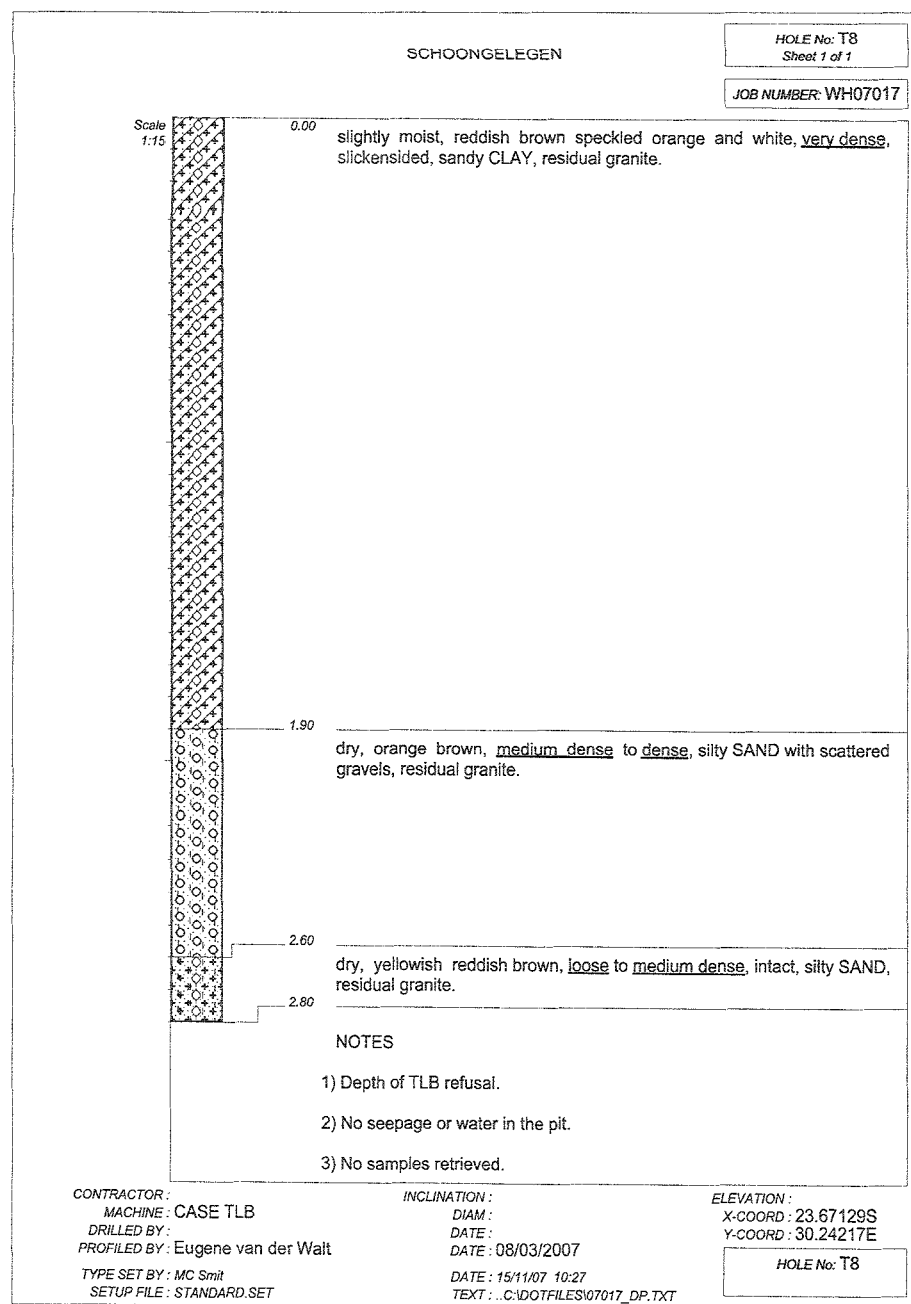 SCHOONGELEGEN
HOLE No: T8
Sheet 1 of 1
JOB NUMBER: WH07017
Scale
1:15
0.00
slightly moist, reddish brown speckled orange and white, very dense,
slickensided, sandy CLAY, residual granite.
1.90
dry, orange brown, medium dense to dense, silty SAND with scattered
gravels, residual granite.
2.60
dry, yellowish reddish brown, loose to medium dense, intact, silty SAND,
residual granite.
2.80
NOTES
1) Depth of TLB refusal.
2) No seepage or water in the pit.
3) No samples retrieved.
CONTRACTOR :
MACHINE : CASE TLB
DRILLED BY :
PROFILED BY : Eugene van der Walt
TYPE SET BY : MC Smit
SETUP FILE : STANDARD.SET
INCLINATION :
DIAM :
DATE :
DATE : 08/03/2007
DATE : 15/11/07 10:27
TEXT : ..C:\DOTFILES\07017_DP.TXT
ELEVATION :
X-COORD : 23.67129S
Y-COORD : 30.24217E
HOLE No: T8